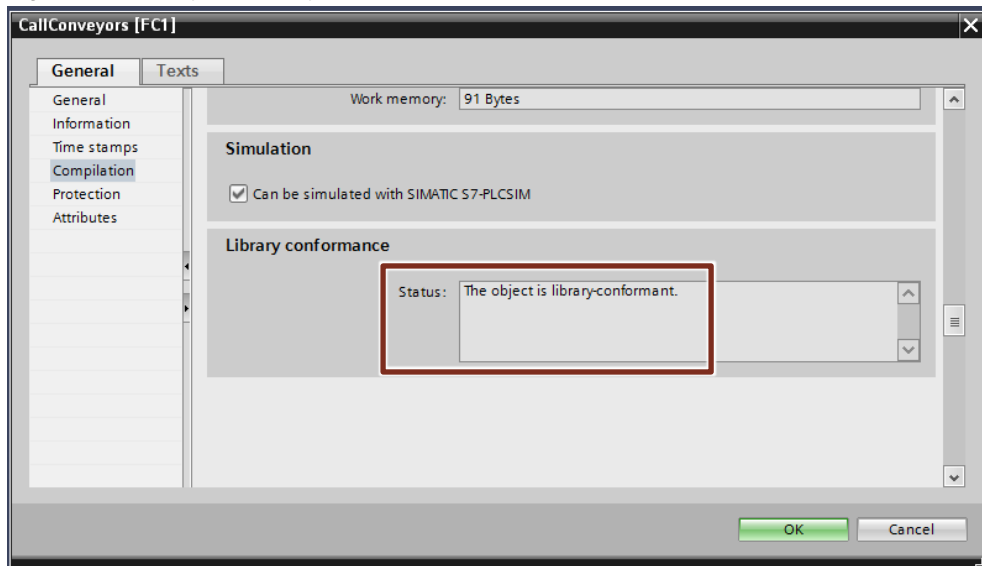 CallConveyors [FC1]
General Texts
General
Information
Time stamps
Compilation
Protection
Attributes
Work memory: 91 Bytes
Simulation
Can be simulated with SIMATIC S7-PLCSIM
Library conformance
Status: The object is library-conformant.
OK Cancel